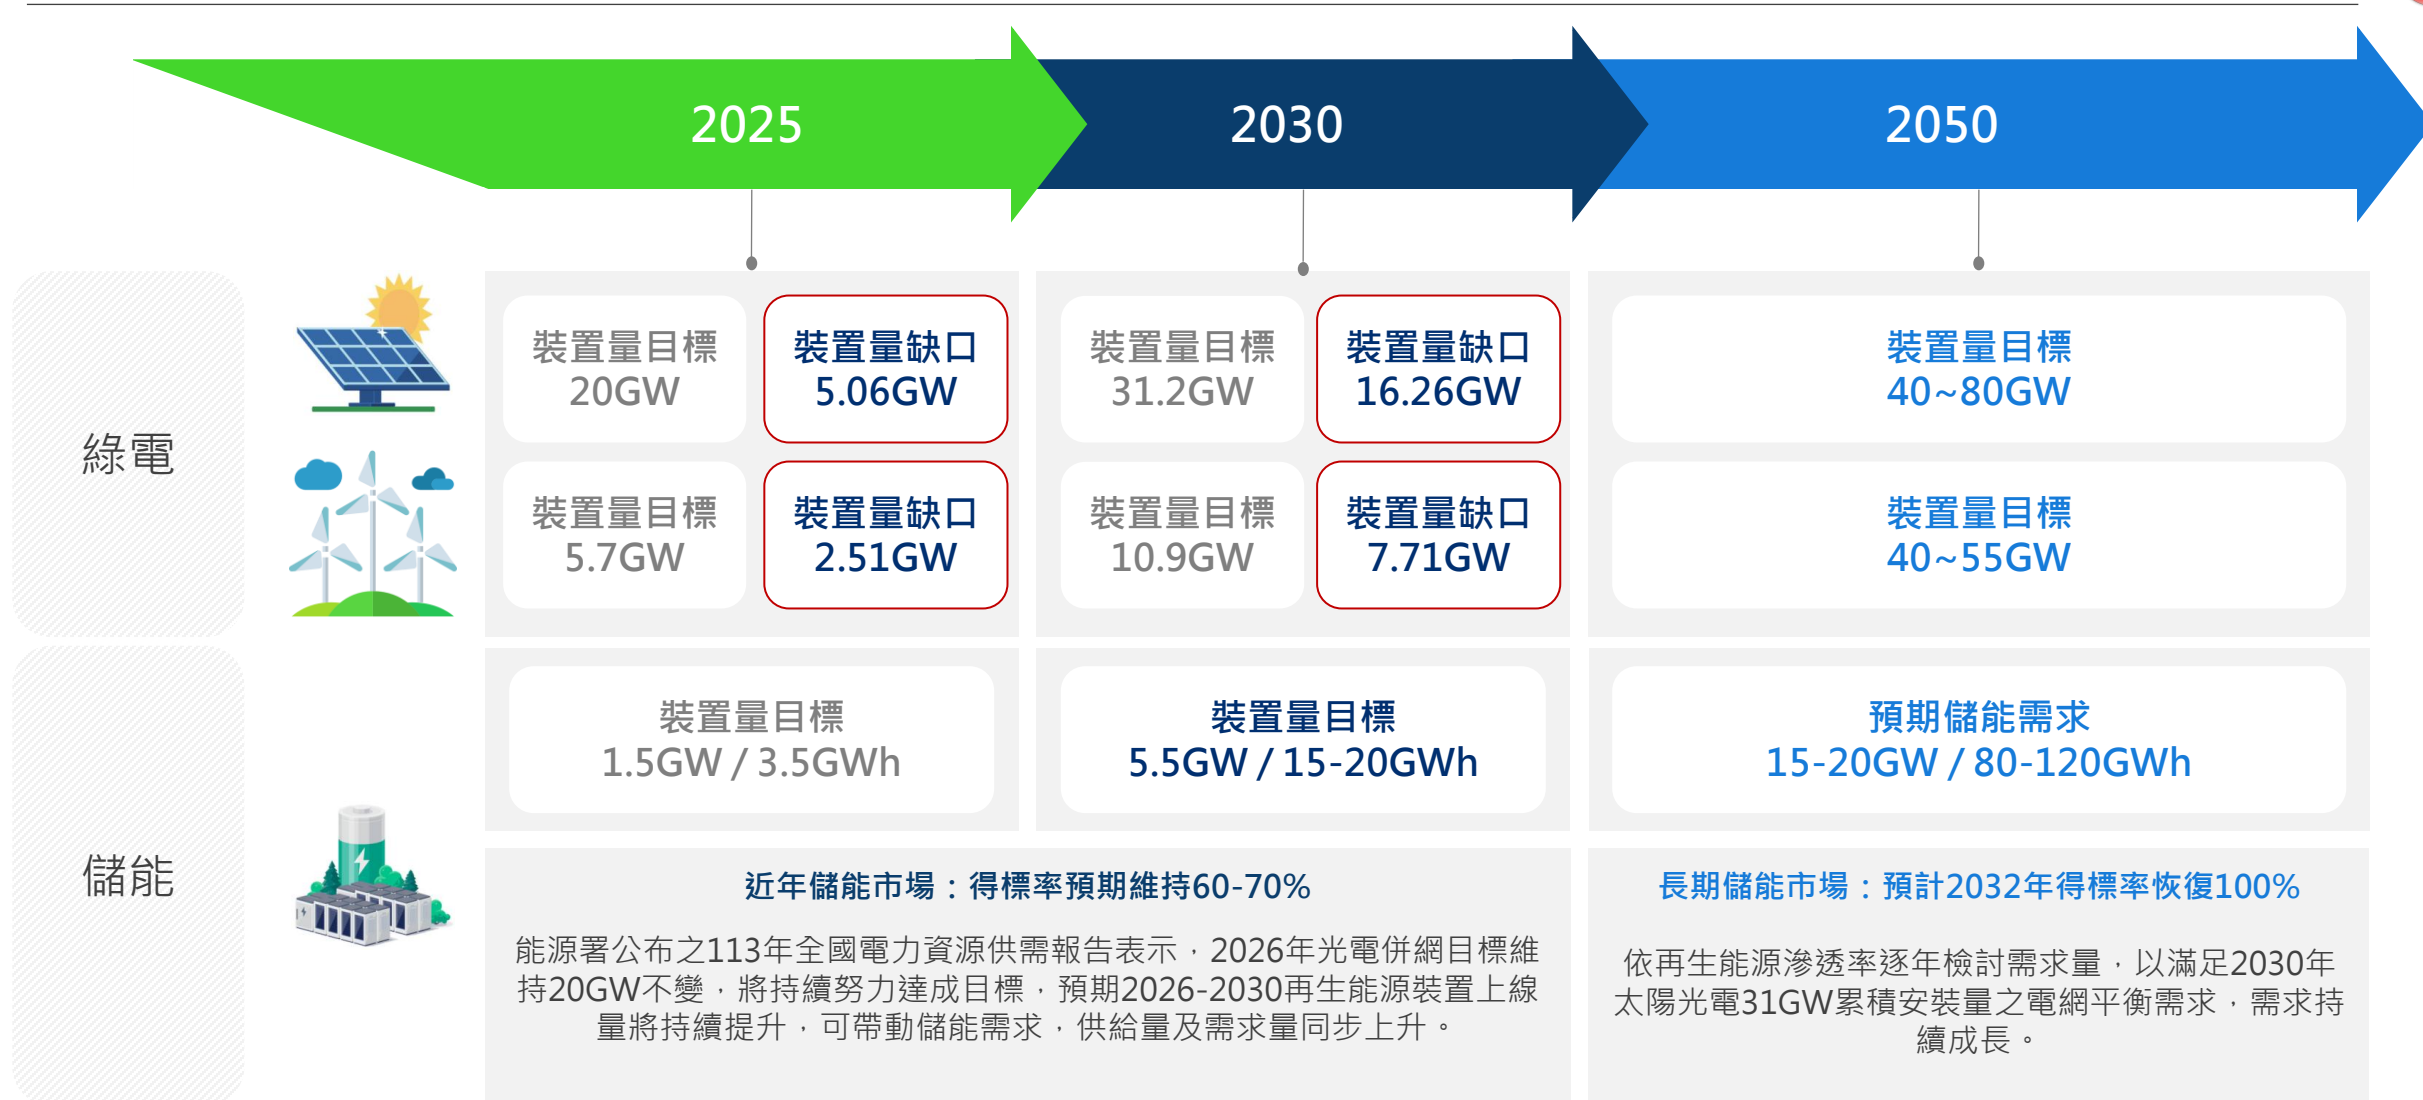 2025
2030
2050
綠電
裝置量目標
20GW
裝置量缺口
5.06GW
裝置量目標
31.2GW
裝置量缺口
16.26GW
裝置量目標
40~80GW
裝置量目標
5.7GW
裝置量缺口
2.51GW
裝置量目標
10.9GW
裝置量缺口
7.71GW
裝置量目標
40~55GW
儲能
裝置量目標
1.5GW / 3.5GWh
裝置量目標
5.5GW / 15-20GWh
預期儲能需求
15-20GW / 80-120GWh
近年儲能市場：得標率預期維持60-70%
能源署公布之113年全國電力資源供需報告表示，2026年光電併網目標維
持20GW不變，將持續努力達成目標，預期2026-2030再生能源裝置上線
量將持續提升，可帶動儲能需求，供給量及需求量同步上升。
長期儲能市場：預計2032年得標率恢復100%
依再生能源滲透率逐年檢討需求量，以滿足2030年
太陽光電31GW累積安裝量之電網平衡需求，需求持
續成長。